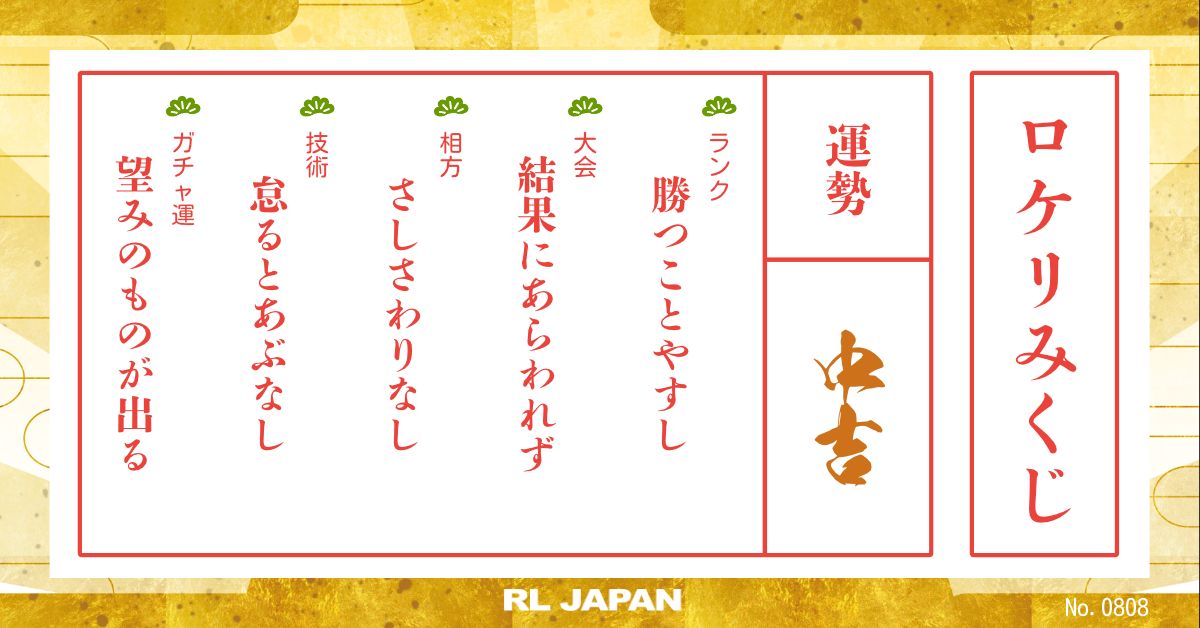 ロケリみくじ
運勢
中吉
ランク
勝つことやすし
大会
結果にあらわれず
相方
さしさわりなし
技術
怠るとあぶなし
ガチャ運
望みのものが出る
RL JAPAN
No. 0808